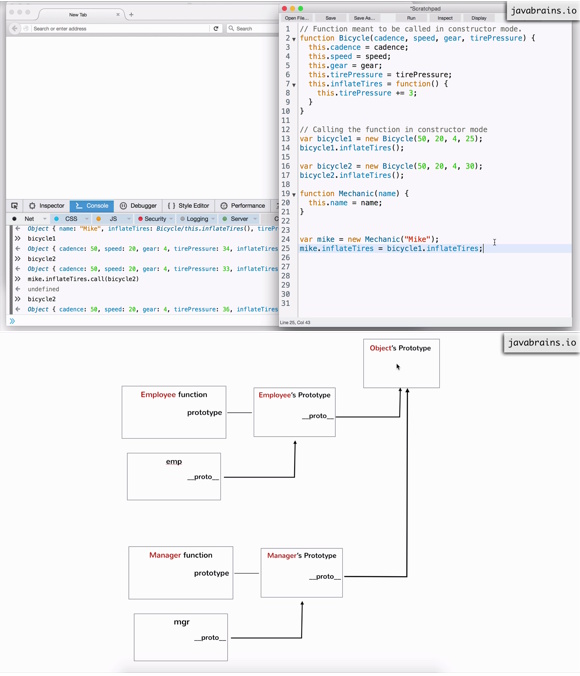 New Tab
Search or enter address
Search
Inspector
Console
Debugger
Style Editor
Performance
Net
CSS
JS
Security
Logging
Server
Object { name: "Mike", inflateTires: Bicycle/this.inflateTires(), tirePr
bicycle1
Object { cadence: 50, speed: 20, gear: 4, tirePressure: 34, inflateTires
bicycle2
Object { cadence: 50, speed: 20, gear: 4, tirePressure: 33, inflateTires
mike.inflateTires.call(bicycle2)
undefined
bicycle2
Object { cadence: 50, speed: 20, gear: 4, tirePressure: 36, inflateTires
*Scratchpad
javabrains.io
Open File...
Save
Save As...
Run
Inspect
Display
1 // Function meant to be called in constructor mode.
2 function Bicycle(cadence, speed, gear, tirePressure) {
3 this.cadence = cadence;
4 this.speed = speed;
5 this.gear = gear;
6 this.tirePressure = tirePressure;
7 this.inflateTires = function() {
8 this.tirePressure += 3;
9 }
10 }
11
12 // Calling the function in constructor mode
13 var bicycle1 = new Bicycle(50, 20, 4, 25);
14 bicycle1.inflateTires();
15
16 var bicycle2 = new Bicycle(50, 20, 4, 30);
17 bicycle2.inflateTires();
18
19 function Mechanic(name) {
20 this.name = name;
21 }
22
23
24 var mike = new Mechanic("Mike");
25 mike.inflateTires = bicycle1.inflateTires;
26
27
28
29
30
31
Line 25, Col 43
javabrains.io
Object's Prototype
Employee function
prototype
Employee's Prototype
__proto__
emp
__proto__
Manager function
prototype
Manager's Prototype
__proto__
mgr
__proto__